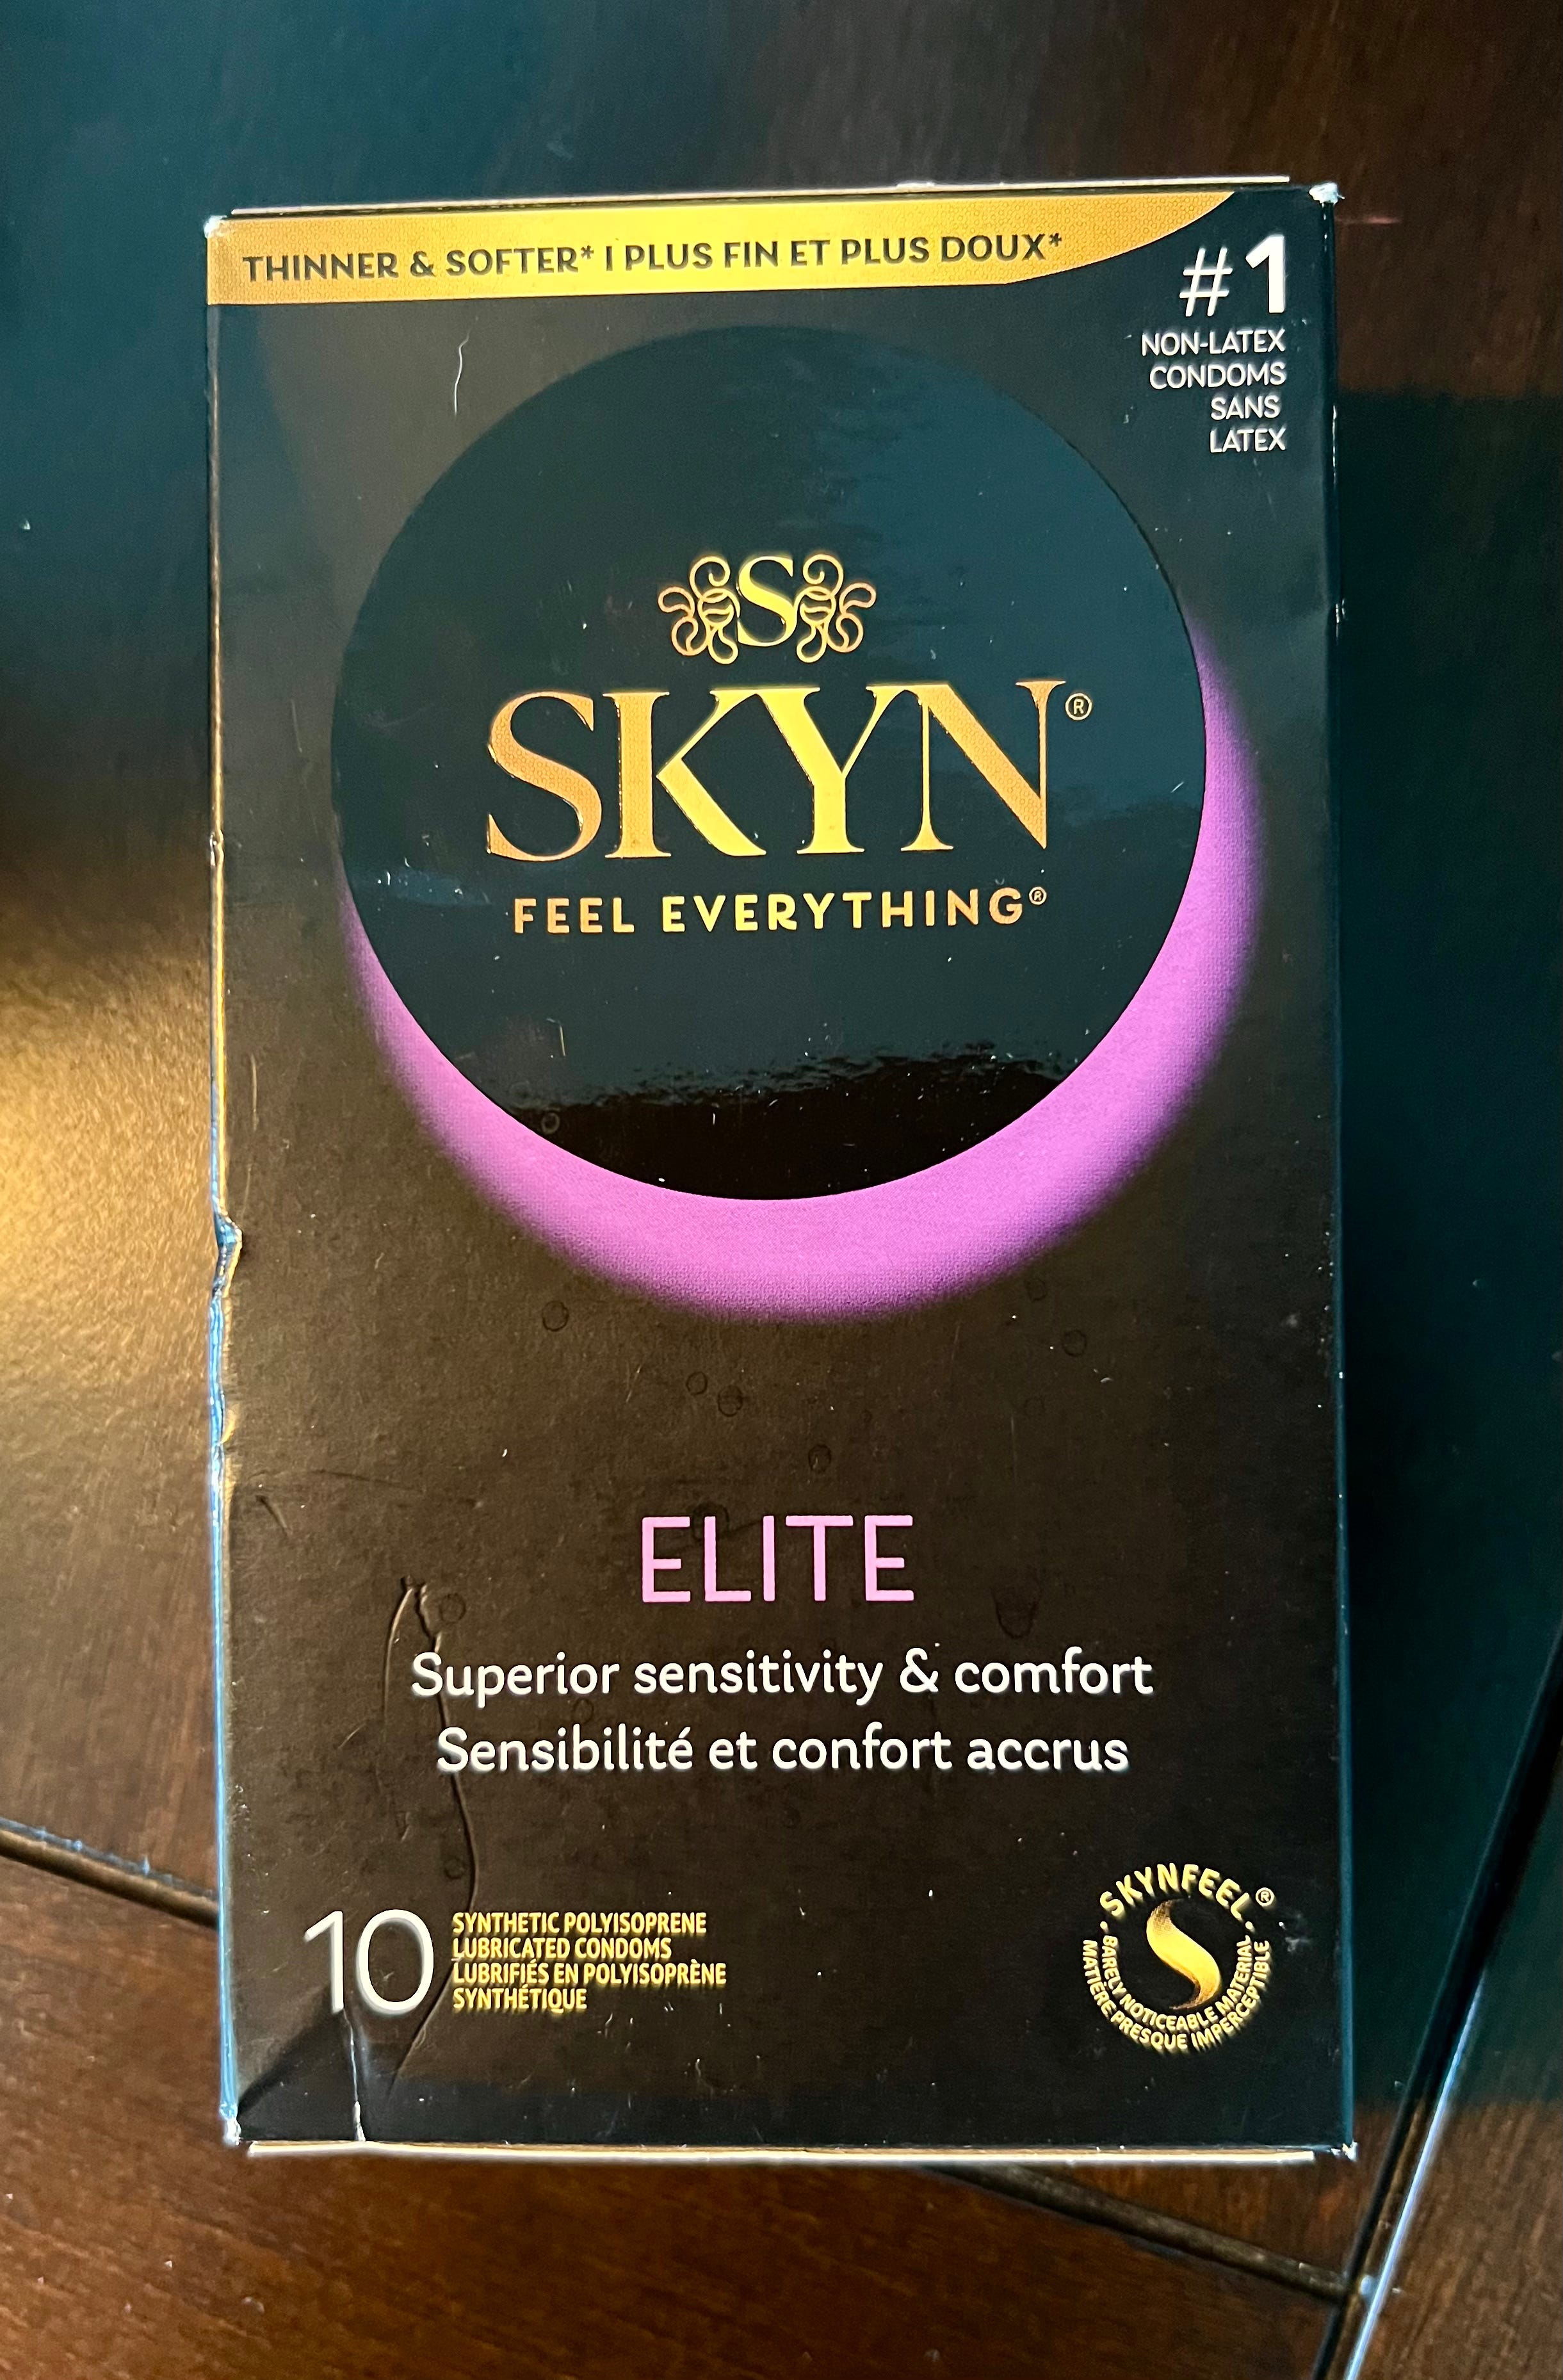 THINNER & SOFTER* | PLUS FIN ET PLUS DOUX*
#1
NON-LATEX
CONDOMS
SANS
LATEX
S
SKYN®
FEEL EVERYTHING®
ELITE
Superior sensitivity & comfort
Sensibilité et confort accrus
10
SYNTHETIC POLYISOPRENE
LUBRICATED CONDOMS
LUBRIFIÉS EN POLYISOPRÈNE
SYNTHÉTIQUE
SKYNFEEL®
BARELY NOTICEABLE MATERIAL
MATIÈRE PRESQUE IMPERCEPTIBLE